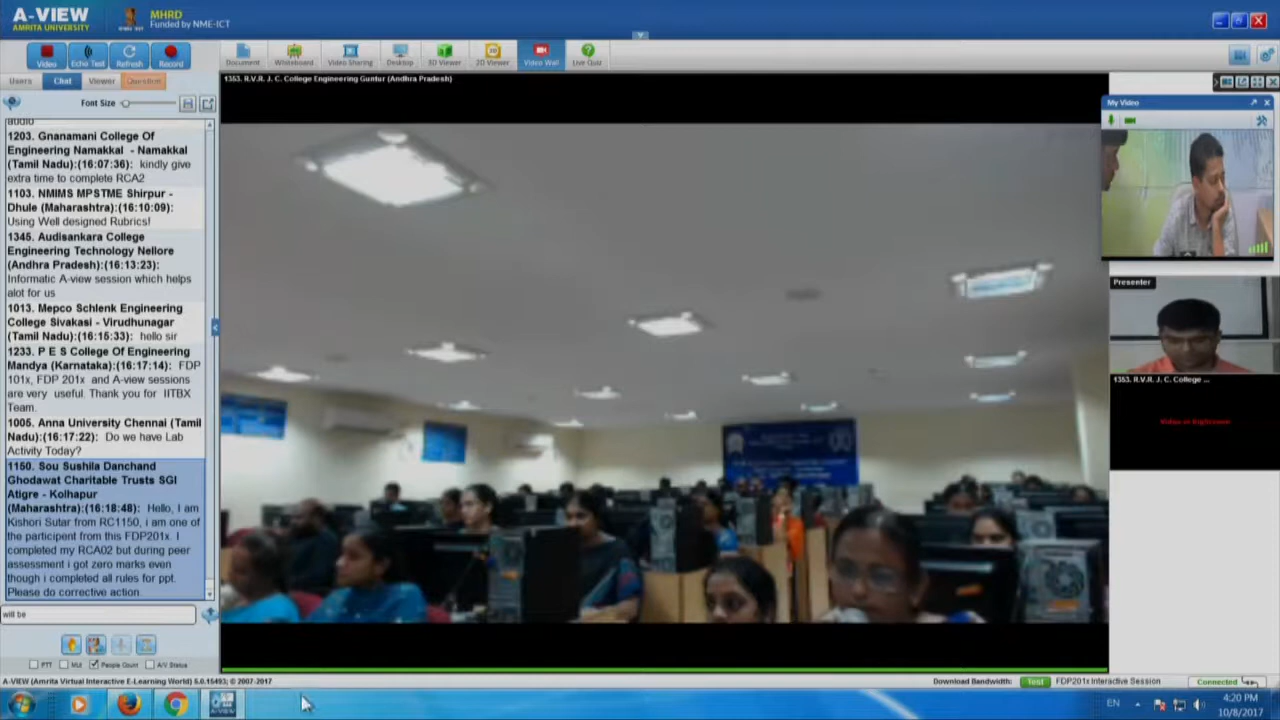 A-VIEW
AMRITA UNIVERSITY
MHRD
Funded by NME-ICT
Video
Echo Test
Refresh
Record
Document
Whiteboard
Video Sharing
Desktop
3D Viewer
2D Viewer
Video Wall
Live Quiz
Users
Chat
Viewer
Question
Font Size
audio
1203. Gnanamani College Of
Engineering Namakkal - Namakkal
(Tamil Nadu):(16:07:36): kindly give
extra time to complete RCA2
1103. NMIMS MPSTME Shirpur -
Dhule (Maharashtra):(16:10:09):
Using Well designed Rubrics!
1345. Audisankara College
Engineering Technology Nellore
(Andhra Pradesh):(16:13:23):
Informatic A-view session which helps
alot for us
1013. Mepco Schlenk Engineering
College Sivakasi - Virudhunagar
(Tamil Nadu):(16:15:33): hello sir
1233. P E S College Of Engineering
Mandya (Karnataka):(16:17:14): FDP
101x, FDP 201x and A-view sessions
are very useful. Thank you for IITBX
Team.
1005. Anna University Chennai (Tamil
Nadu):(16:17:22): Do we have Lab
Activity Today?
1150. Sou Sushila Danchand
Ghodawat Charitable Trusts SGI
Atigre - Kolhapur
(Maharashtra):(16:18:48): Hello, I am
Kishori Sutar from RC1150, i am one of
the participent from this FDP201x. I
completed my RCA02 but during peer
assessment i got zero marks even
though i completed all rules for ppt.
Please do corrective action.
will be
PTT
Mut
People Count
A/V Status
1353. R.V.R. J. C. College Engineering Guntur (Andhra Pradesh)
My Video
Presenter
1353. R.V.R. J. C. College ...
Video is Rightnow
A-VIEW (Amrita Virtual Interactive E-Learning World) 5.0.15493; © 2007-2017
Download Bandwidth:
Test
FDP201x Interactive Session
Connected
EN
4:20 PM
10/8/2017